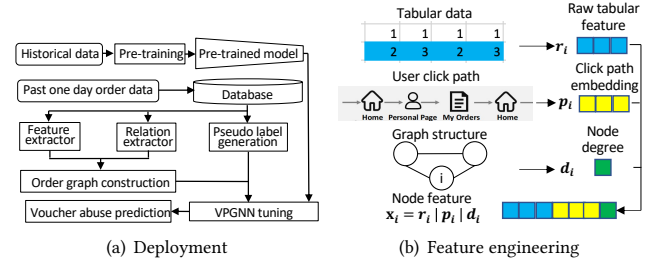 Historical data
Pre-training
Pre-trained model
Past one day order data
Database
Feature
extractor
Relation
extractor
Pseudo label
generation
Order graph construction
Voucher abuse prediction
VPGNN tuning
(a) Deployment
Tabular data
1 1 1 1
2 3 2 3
Raw tabular
feature
r_i
User click path
Home
Personal Page
My Orders
Home
Click path
embedding
p_i
Graph structure
i
Node
degree
d_i
Node feature
x_i = r_i | p_i | d_i
(b) Feature engineering